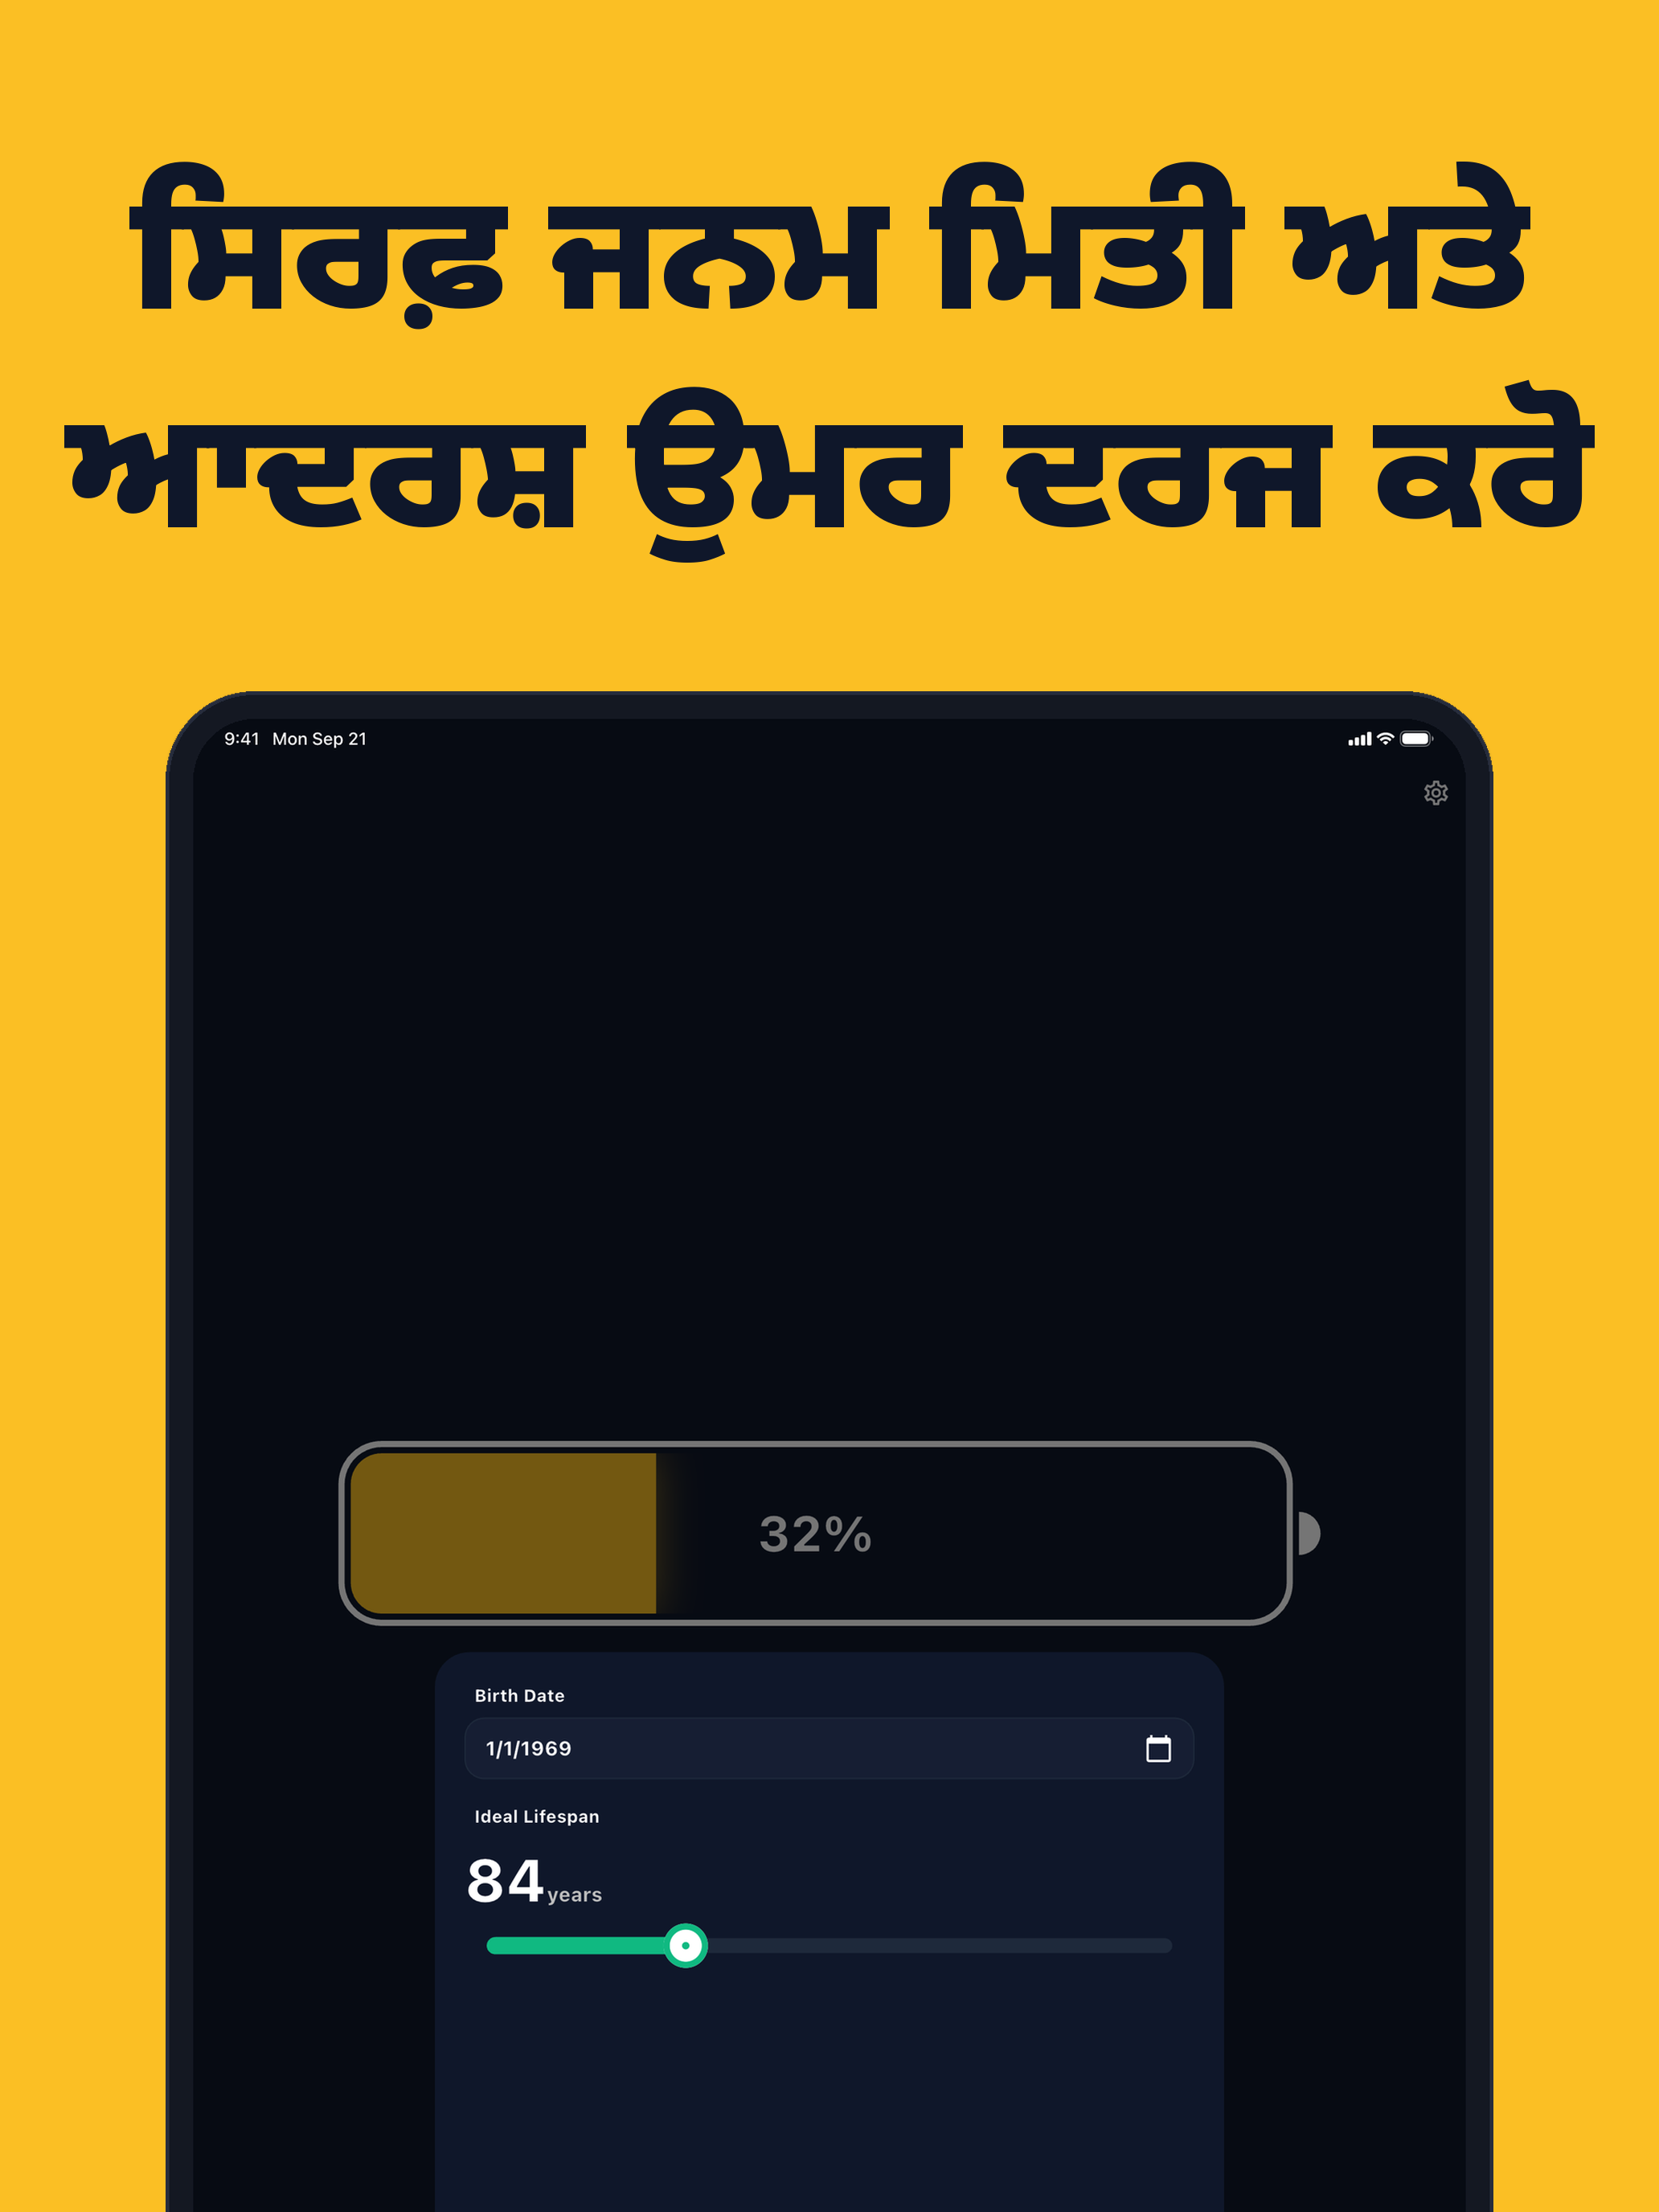 ਸਿਰਫ਼ ਜਨਮ ਮਿਤੀ ਅਤੇ
ਆਦਰਸ਼ ਉਮਰ ਦਰਜ ਕਰੋ
9:41 Mon Sep 21
32%
Birth Date
1/1/1969
Ideal Lifespan
84 years